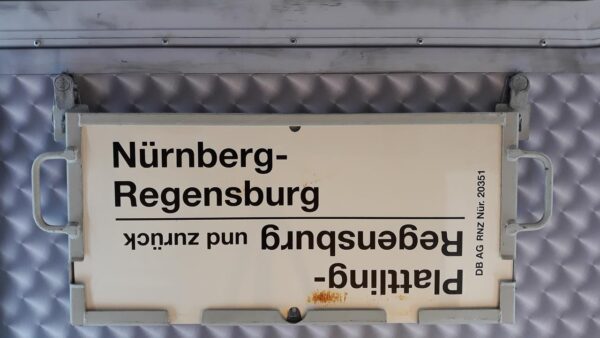 Nürnberg-
Regensburg
Plattling-
Regensburg und zurück
DB AG RNZ Nür. 20351